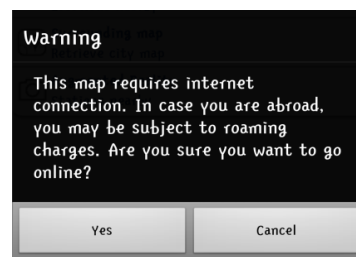 Warning
This map requires internet
connection. In case you are abroad,
you may be subject to roaming
charges. Are you sure you want to go
online?
Yes
Cancel